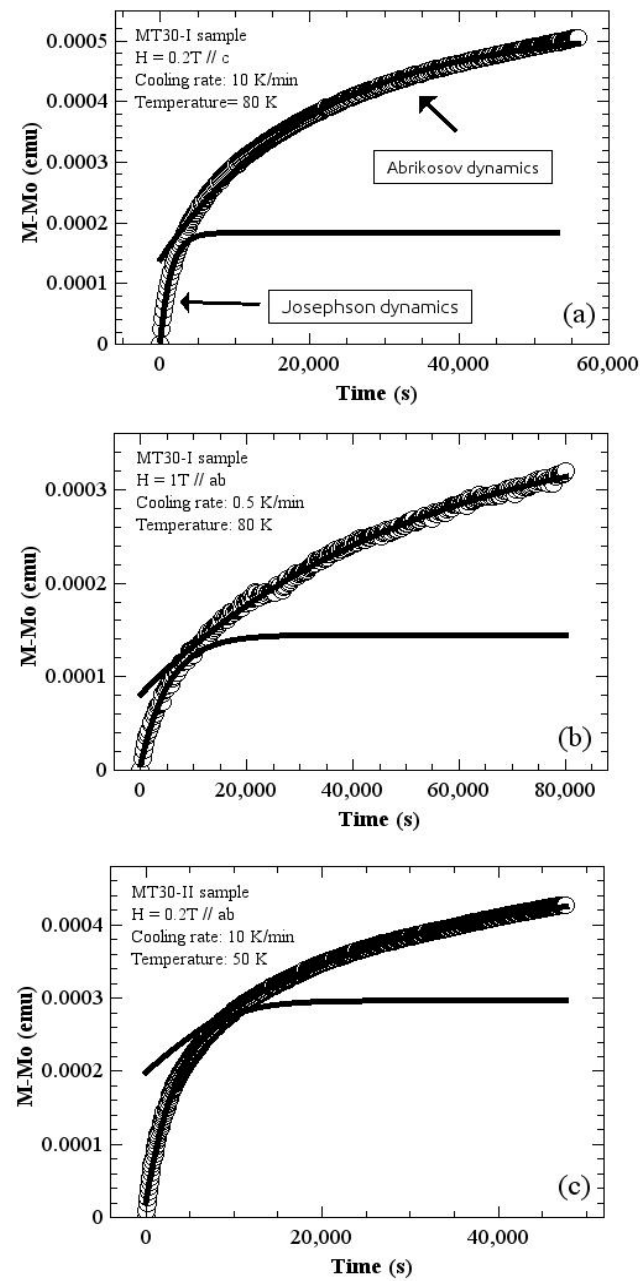 0.0005
0.0004
0.0003
0.0002
0.0001
0
M-Mo (emu)
MT30-I sample
H = 0.2T // c
Cooling rate: 10 K/min
Temperature= 80 K
Abrikosov dynamics
Josephson dynamics
(a)
0
20,000
40,000
60,000
Time (s)
0.0003
0.0002
0.0001
0
M-Mo (emu)
MT30-I sample
H = 1T // ab
Cooling rate: 0.5 K/min
Temperature: 80 K
(b)
0
20,000
40,000
60,000
80,000
Time (s)
0.0004
0.0003
0.0002
0.0001
0
M-Mo (emu)
MT30-II sample
H = 0.2T // ab
Cooling rate: 10 K/min
Temperature: 50 K
(c)
0
20,000
40,000
Time (s)